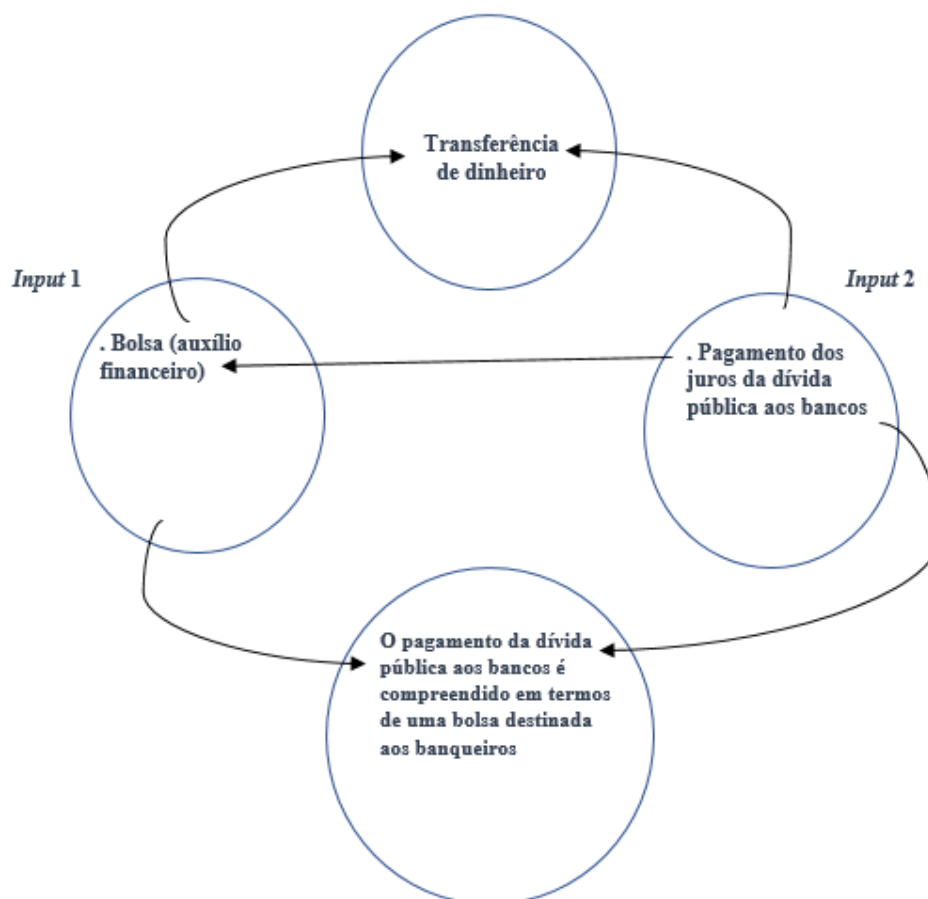 Transferência
de dinheiro
Input 1
Input 2
. Bolsa (auxílio
financeiro)
. Pagamento dos
juros da dívida
pública aos bancos
O pagamento da dívida
pública aos bancos é
compreendido em termos
de uma bolsa destinada
aos banqueiros